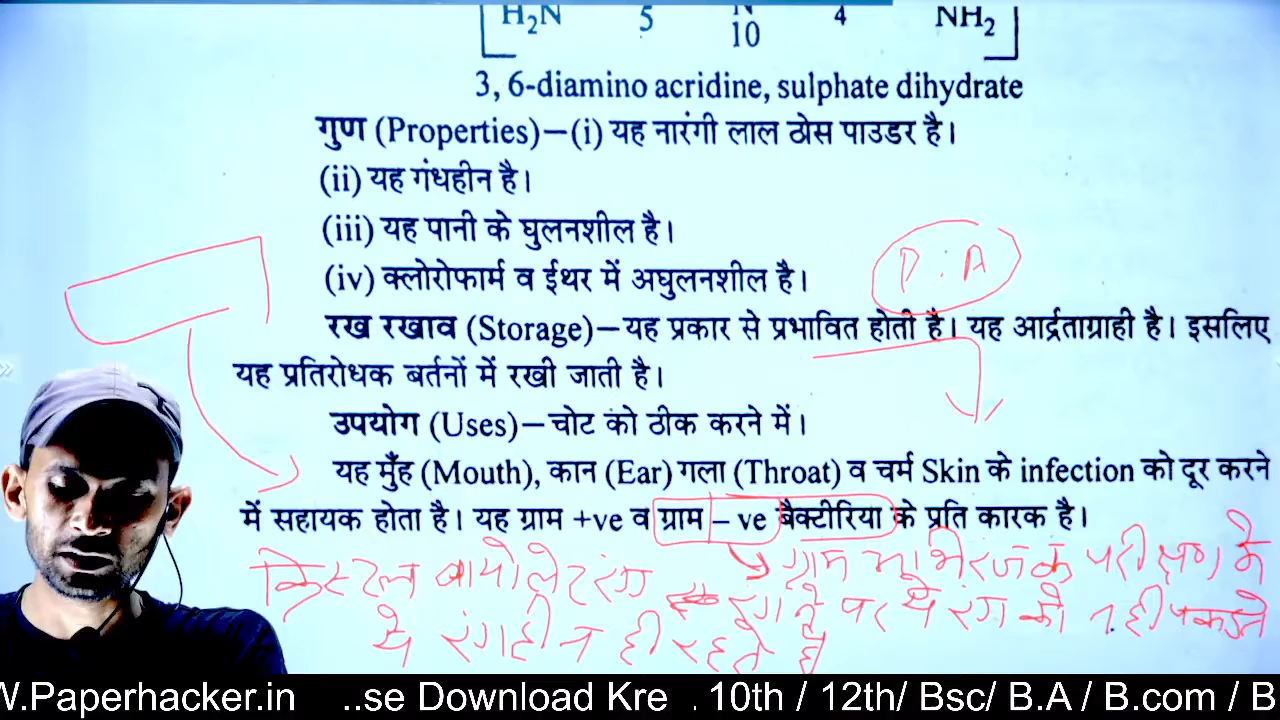 H₂N 5 N 4 NH₂
10
3, 6-diamino acridine, sulphate dihydrate
गुण (Properties)—(i) यह नारंगी लाल ठोस पाउडर है।
(ii) यह गंधहीन है।
(iii) यह पानी के घुलनशील है।
(iv) क्लोरोफार्म व ईथर में अघुलनशील है।
P . A
रख रखाव (Storage)—यह प्रकार से प्रभावित होती है। यह आर्द्रताग्राही है। इसलिए
यह प्रतिरोधक बर्तनों में रखी जाती है।
उपयोग (Uses)—चोट को ठीक करने में।
यह मुँह (Mouth), कान (Ear) गला (Throat) व चर्म Skin के infection को दूर करने
में सहायक होता है। यह ग्राम +ve व ग्राम – ve बैक्टीरिया के प्रति कारक है।
ग्राम अभिरंजक परीक्षण के
क्रिस्टल वायोलेट रंग रंगने पर ये रंग को नही पकडते
ये रंगहीन ही रहते है
W.Paperhacker.in ..se Download Kre . 10th / 12th/ Bsc/ B.A / B.com / B